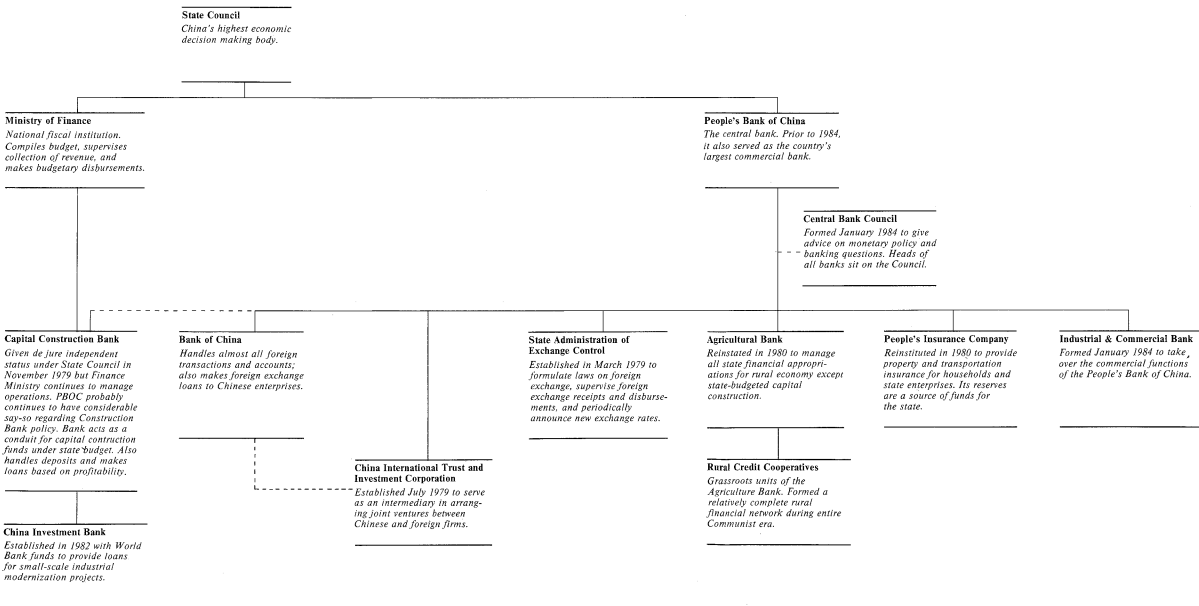 State Council
China's highest economic
decision making body.
Ministry of Finance
National fiscal institution.
Compiles budget, supervises
collection of revenue, and
makes budgetary disbursements.
People's Bank of China
The central bank. Prior to 1984,
it also served as the country's
largest commercial bank.
Central Bank Council
Formed January 1984 to give
advice on monetary policy and
banking questions. Heads of
all banks sit on the Council.
Capital Construction Bank
Given de jure independent
status under State Council in
November 1979 but Finance
Ministry continues to manage
operations. PBOC probably
continues to have considerable
say-so regarding Construction
Bank policy. Bank acts as a
conduit for capital contruction
funds under state budget. Also
handles deposits and makes
loans based on profitability.
Bank of China
Handles almost all foreign
transactions and accounts;
also makes foreign exchange
loans to Chinese enterprises.
State Administration of
Exchange Control
Established in March 1979 to
formulate laws on foreign
exchange, supervise foreign
exchange receipts and disburse-
ments, and periodically
announce new exchange rates.
Agricultural Bank
Reinstated in 1980 to manage
all state financial appropri-
ations for rural economy except
state-budgeted capital
construction.
People's Insurance Company
Reinstituted in 1980 to provide
property and transportation
insurance for households and
state enterprises. Its reserves
are a source of funds for
the state.
Industrial & Commercial Bank
Formed January 1984 to take
over the commercial functions
of the People's Bank of China.
China International Trust and
Investment Corporation
Established July 1979 to serve
as an intermediary in arrang-
ing joint ventures between
Chinese and foreign firms.
Rural Credit Cooperatives
Grassroots units of the
Agriculture Bank. Formed a
relatively complete rural
financial network during entire
Communist era.
China Investment Bank
Established in 1982 with World
Bank funds to provide loans
for small-scale industrial
modernization projects.